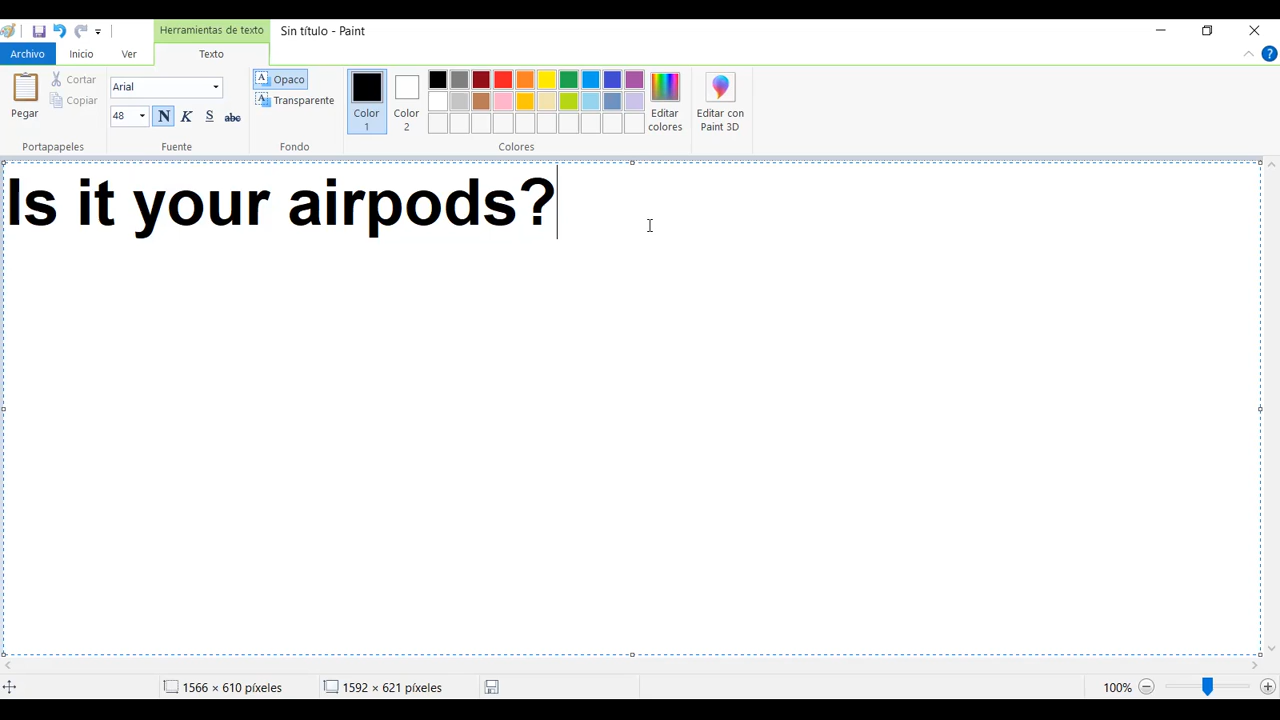 Herramientas de texto
Sin título - Paint
Archivo
Inicio
Ver
Texto
Pegar
Cortar
Copiar
Portapapeles
Arial
48
N K S abc
Fuente
Opaco
Transparente
Fondo
Color 1
Color 2
Editar colores
Colores
Editar con Paint 3D
Is it your airpods?
1566 × 610 píxeles
1592 × 621 píxeles
100%